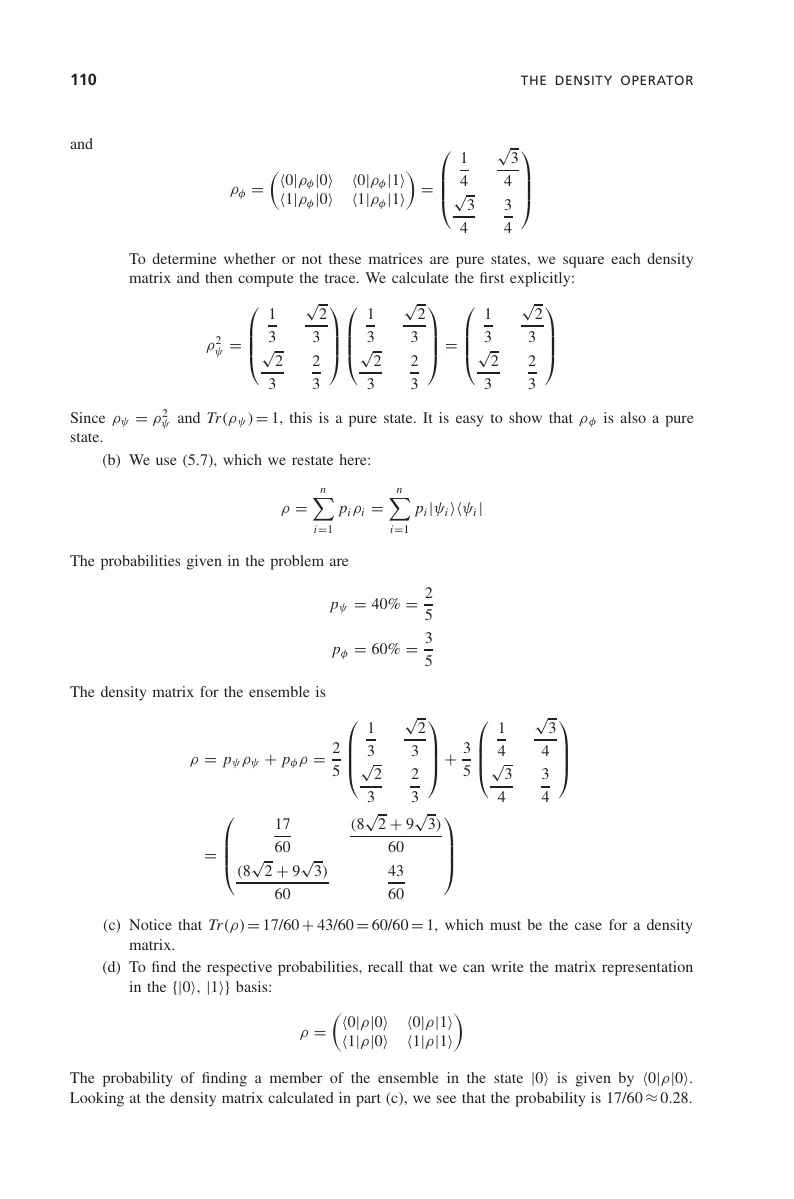 110 THE DENSITY OPERATOR
and
ρ_ϕ = (⟨0|ρ_ϕ|0⟩ ⟨0|ρ_ϕ|1⟩ ; ⟨1|ρ_ϕ|0⟩ ⟨1|ρ_ϕ|1⟩) = (1/4 √3/4 ; √3/4 3/4)
To determine whether or not these matrices are pure states, we square each density
matrix and then compute the trace. We calculate the first explicitly:
ρ_ψ^2 = (1/3 √2/3 ; √2/3 2/3) (1/3 √2/3 ; √2/3 2/3) = (1/3 √2/3 ; √2/3 2/3)
Since ρ_ψ = ρ_ψ^2 and Tr(ρ_ψ) = 1, this is a pure state. It is easy to show that ρ_ϕ is also a pure
state.
(b) We use (5.7), which we restate here:
ρ = ∑_{i=1}^{n} p_i ρ_i = ∑_{i=1}^{n} p_i |ψ_i⟩⟨ψ_i|
The probabilities given in the problem are
p_ψ = 40% = 2/5
p_ϕ = 60% = 3/5
The density matrix for the ensemble is
ρ = p_ψ ρ_ψ + p_ϕ ρ = 2/5 (1/3 √2/3 ; √2/3 2/3) + 3/5 (1/4 √3/4 ; √3/4 3/4)
= (17/60 (8√2 + 9√3)/60 ; (8√2 + 9√3)/60 43/60)
(c) Notice that Tr(ρ) = 17/60 + 43/60 = 60/60 = 1, which must be the case for a density
matrix.
(d) To find the respective probabilities, recall that we can write the matrix representation
in the {|0⟩, |1⟩} basis:
ρ = (⟨0|ρ|0⟩ ⟨0|ρ|1⟩ ; ⟨1|ρ|0⟩ ⟨1|ρ|1⟩)
The probability of finding a member of the ensemble in the state |0⟩ is given by ⟨0|ρ|0⟩.
Looking at the density matrix calculated in part (c), we see that the probability is 17/60 ≈ 0.28.